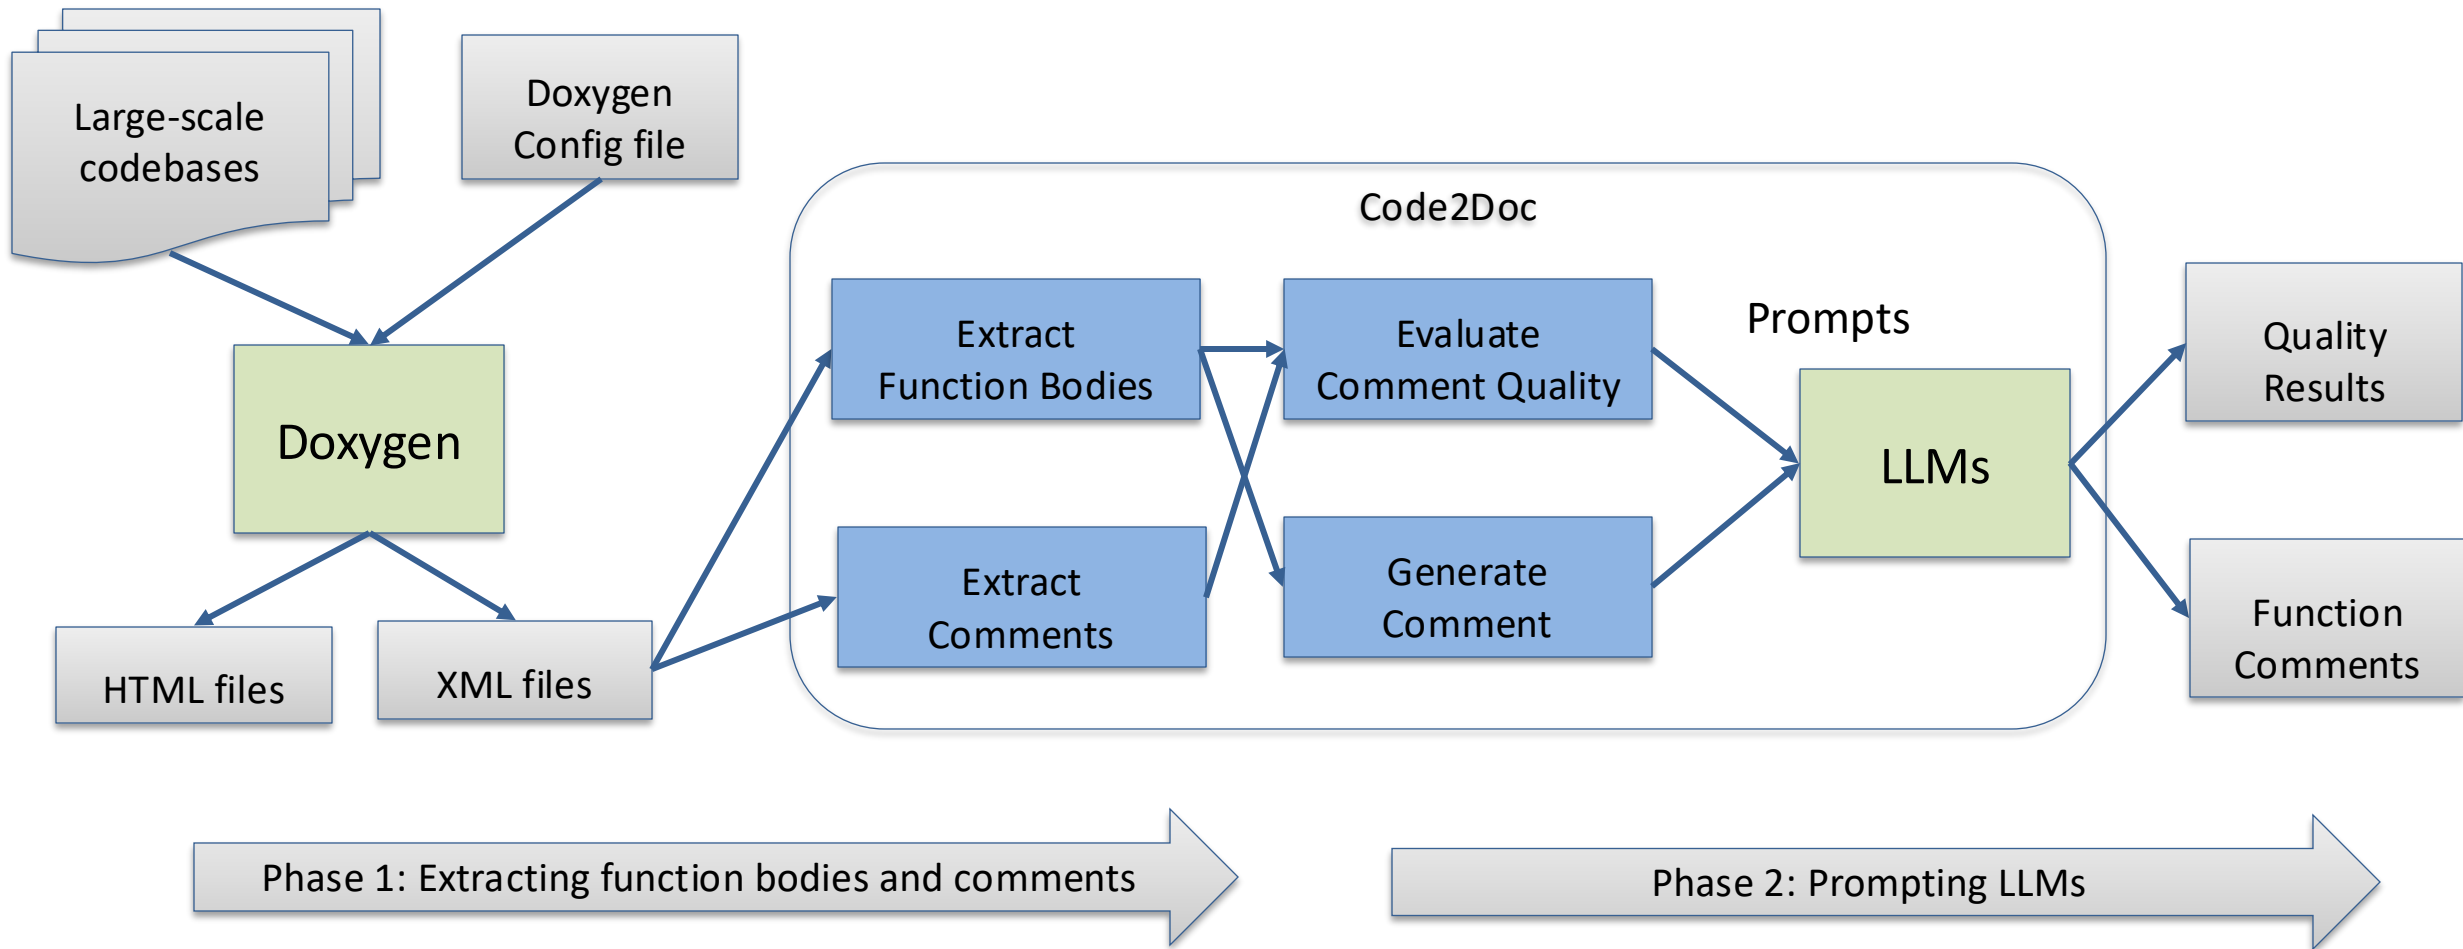 Large-scale
codebases
Doxygen
Config file
Code2Doc
Doxygen
HTML files
XML files
Extract
Function Bodies
Extract
Comments
Evaluate
Comment Quality
Generate
Comment
Prompts
LLMs
Quality
Results
Function
Comments
Phase 1: Extracting function bodies and comments
Phase 2: Prompting LLMs